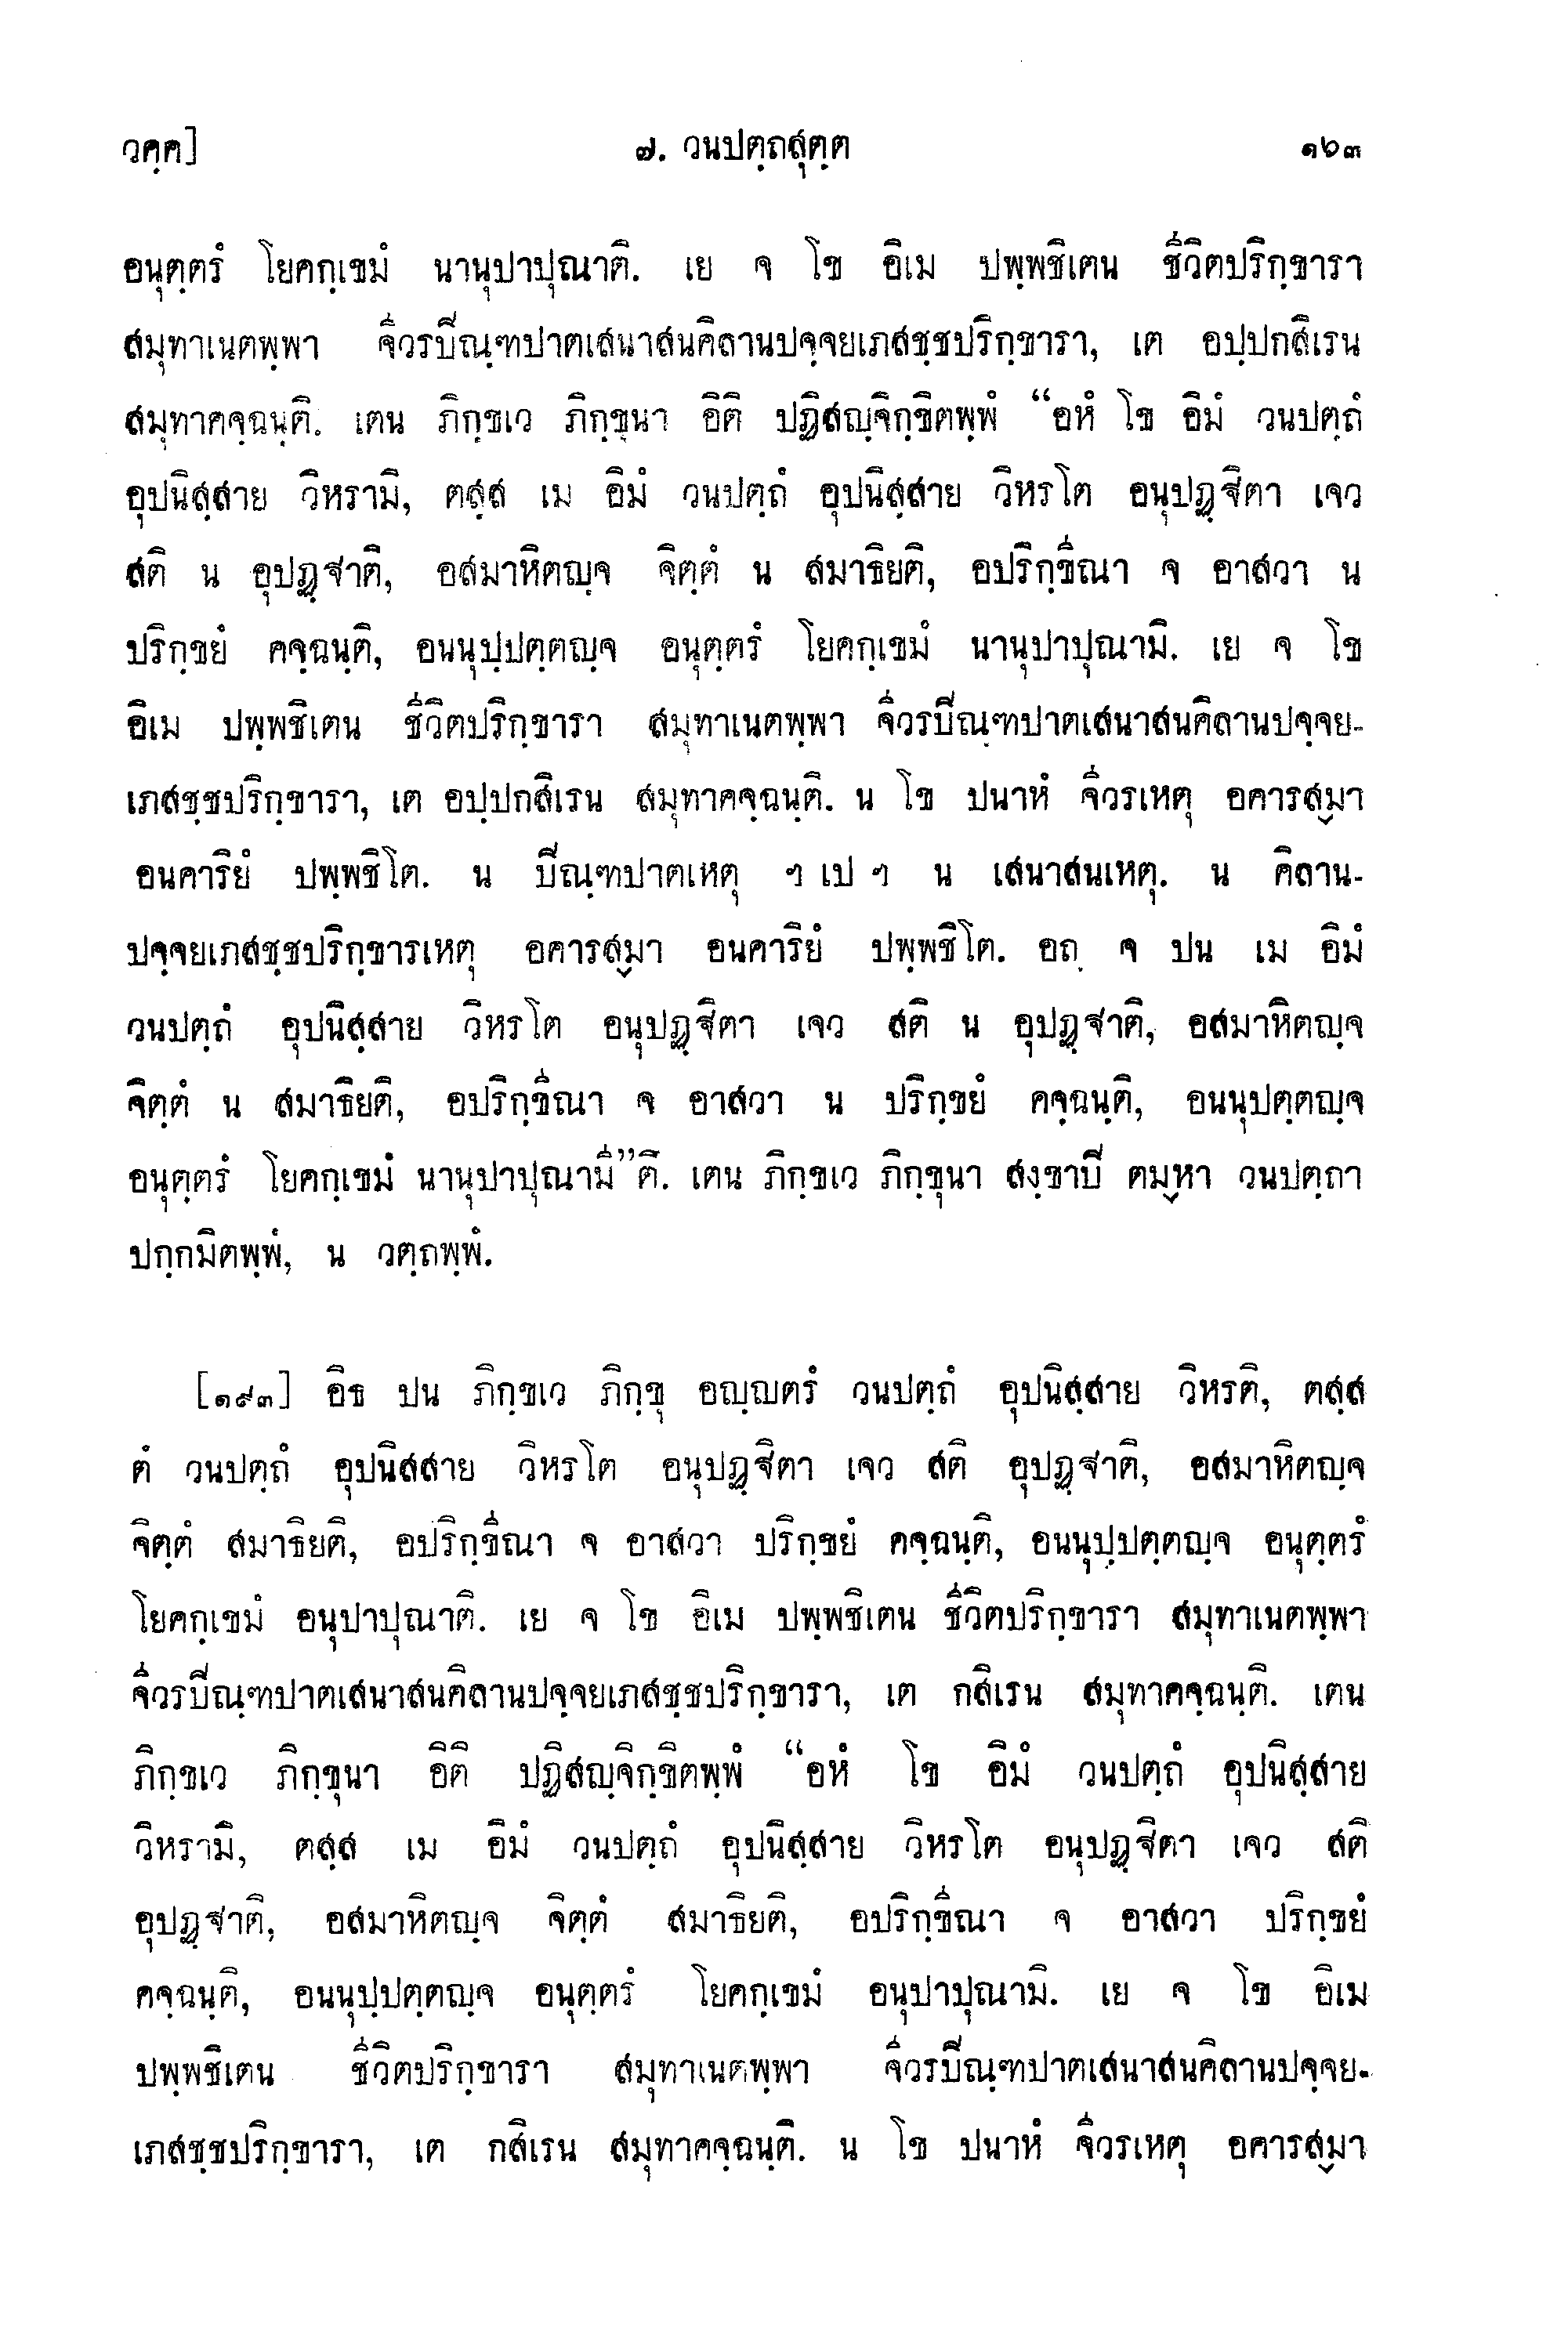 วคฺค]
๗. วนปตฺถสุตฺต
๑๖๓
อนุตฺตรํ โยคกฺเขมํ นานุปาปุณาติ. เย จ โข อิเม ปพฺพชิเตน ชีวิตปริกฺขารา
สมุทาเนตพฺพา จีวรปิณฺฑปาตเสนาสนคิลานปจฺจยเภสชฺชปริกฺขารา, เต อปฺปกสิเรน
สมุทาคจฺฉนฺติ. เตน ภิกฺขเว ภิกฺขุนา อิติ ปฏิสญฺจิกฺขิตพฺพํ “อหํ โข อิมํ วนปตฺถํ
อุปนิสฺสาย วิหรามิ, ตสฺส เม อิมํ วนปตฺถํ อุปนิสฺสาย วิหรโต อนุปฏฺฐิตา เจว
สติ น อุปฏฺฐาติ, อสมาหิตญฺจ จิตฺตํ น สมาธิยติ, อปริกฺขีณา จ อาสวา น
ปริกฺขยํ คจฺฉนฺติ, อนนุปฺปตฺตญฺจ อนุตฺตรํ โยคกฺเขมํ นานุปาปุณามิ. เย จ โข
อิเม ปพฺพชิเตน ชีวิตปริกฺขารา สมุทาเนตพฺพา จีวรปิณฺฑปาตเสนาสนคิลานปจฺจย-
เภสชฺชปริกฺขารา, เต อปฺปกสิเรน สมุทาคจฺฉนฺติ. น โข ปนาหํ จีวรเหตุ อคารสฺมา
อนคาริยํ ปพฺพชิโต. น ปิณฺฑปาตเหตุ ฯ เป ฯ น เสนาสนเหตุ. น คิลาน-
ปจฺจยเภสชฺชปริกฺขารเหตุ อคารสฺมา อนคาริยํ ปพฺพชิโต. อถ จ ปน เม อิมํ
วนปตฺถํ อุปนิสฺสาย วิหรโต อนุปฏฺฐิตา เจว สติ น อุปฏฺฐาติ, อสมาหิตญฺจ
จิตฺตํ น สมาธิยติ, อปริกฺขีณา จ อาสวา น ปริกฺขยํ คจฺฉนฺติ, อนนุปตฺตญฺจ
อนุตฺตรํ โยคกฺเขมํ นานุปาปุณามี”ติ. เตน ภิกฺขเว ภิกฺขุนา สงฺขาปิ ตมฺหา วนปตฺถา
ปกฺกมิตพฺพํ, น วตฺถพฺพํ.
[๑๙๓] อิธ ปน ภิกฺขเว ภิกฺขุ อญฺญตรํ วนปตฺถํ อุปนิสฺสาย วิหรติ, ตสฺส
ตํ วนปตฺถํ อุปนิสสาย วิหรโต อนุปฏฺฐิตา เจว สติ อุปฏฺฐาติ, อสมาหิตญฺจ
จิตฺตํ สมาธิยติ, อปริกฺขีณา จ อาสวา ปริกฺขยํ คจฺฉนฺติ, อนนุปฺปตฺตญฺจ อนุตฺตรํ
โยคกฺเขมํ อนุปาปุณาติ. เย จ โข อิเม ปพฺพชิเตน ชีวิตปริกฺขารา สมุทาเนตพฺพา
จีวรปิณฺฑปาตเสนาสนคิลานปจฺจยเภสชฺชปริกฺขารา, เต กสิเรน สมุทาคจฺฉนฺติ. เตน
ภิกฺขเว ภิกฺขุนา อิติ ปฏิสญฺจิกฺขิตพฺพํ “อหํ โข อิมํ วนปตฺถํ อุปนิสฺสาย
วิหรามิ, ตสฺส เม อิมํ วนปตฺถํ อุปนิสฺสาย วิหรโต อนุปฏฺฐิตา เจว สติ
อุปฏฺฐาติ, อสมาหิตญฺจ จิตฺตํ สมาธิยติ, อปริกฺขีณา จ อาสวา ปริกฺขยํ
คจฺฉนฺติ, อนนุปฺปตฺตญฺจ อนุตฺตรํ โยคกฺเขมํ อนุปาปุณามิ. เย จ โข อิเม
ปพฺพชิเตน ชีวิตปริกฺขารา สมุทาเนตพฺพา จีวรปิณฺฑปาตเสนาสนคิลานปจฺจย-
เภสชฺชปริกฺขารา, เต กสิเรน สมุทาคจฺฉนฺติ. น โข ปนาหํ จีวรเหตุ อคารสฺมา